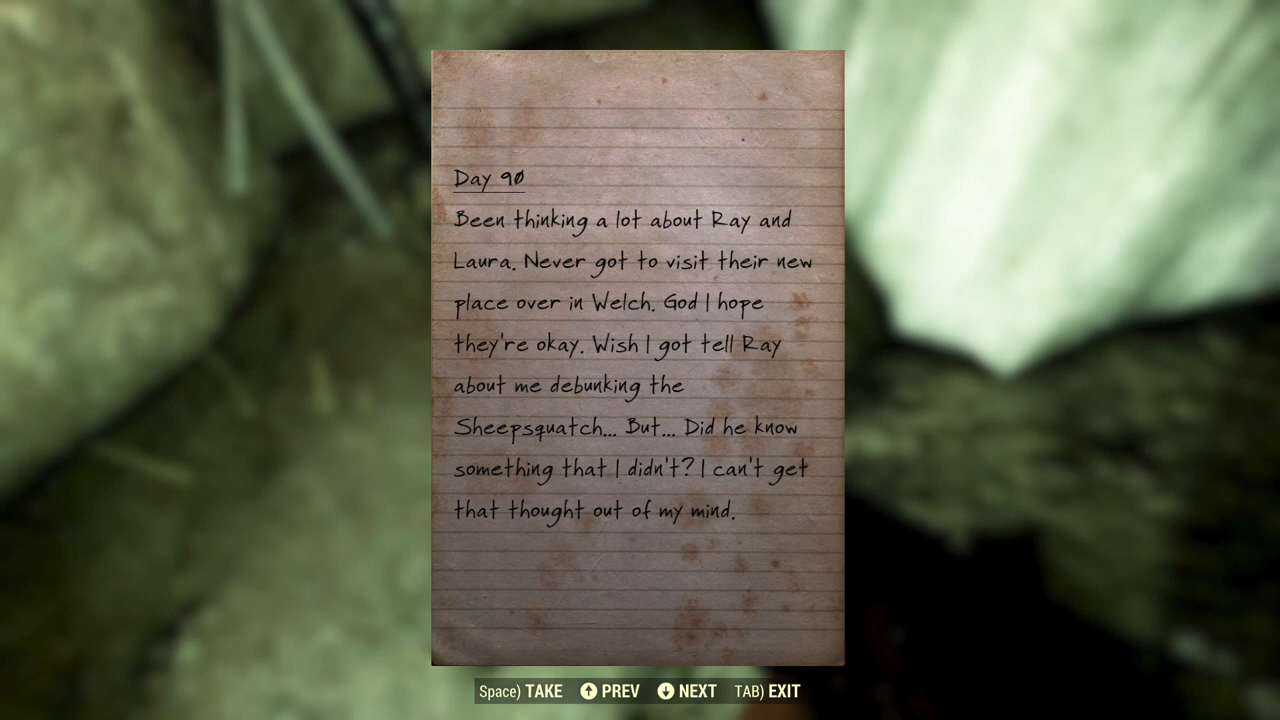 Day 90
Been thinking a lot about Ray and
Laura. Never got to visit their new
place over in Welch. God I hope
they're okay. Wish I got tell Ray
about me debunking the
Sheepsquatch... But... Did he know
something that I didn't? I can't get
that thought out of my mind.
Space) TAKE PREV NEXT TAB) EXIT